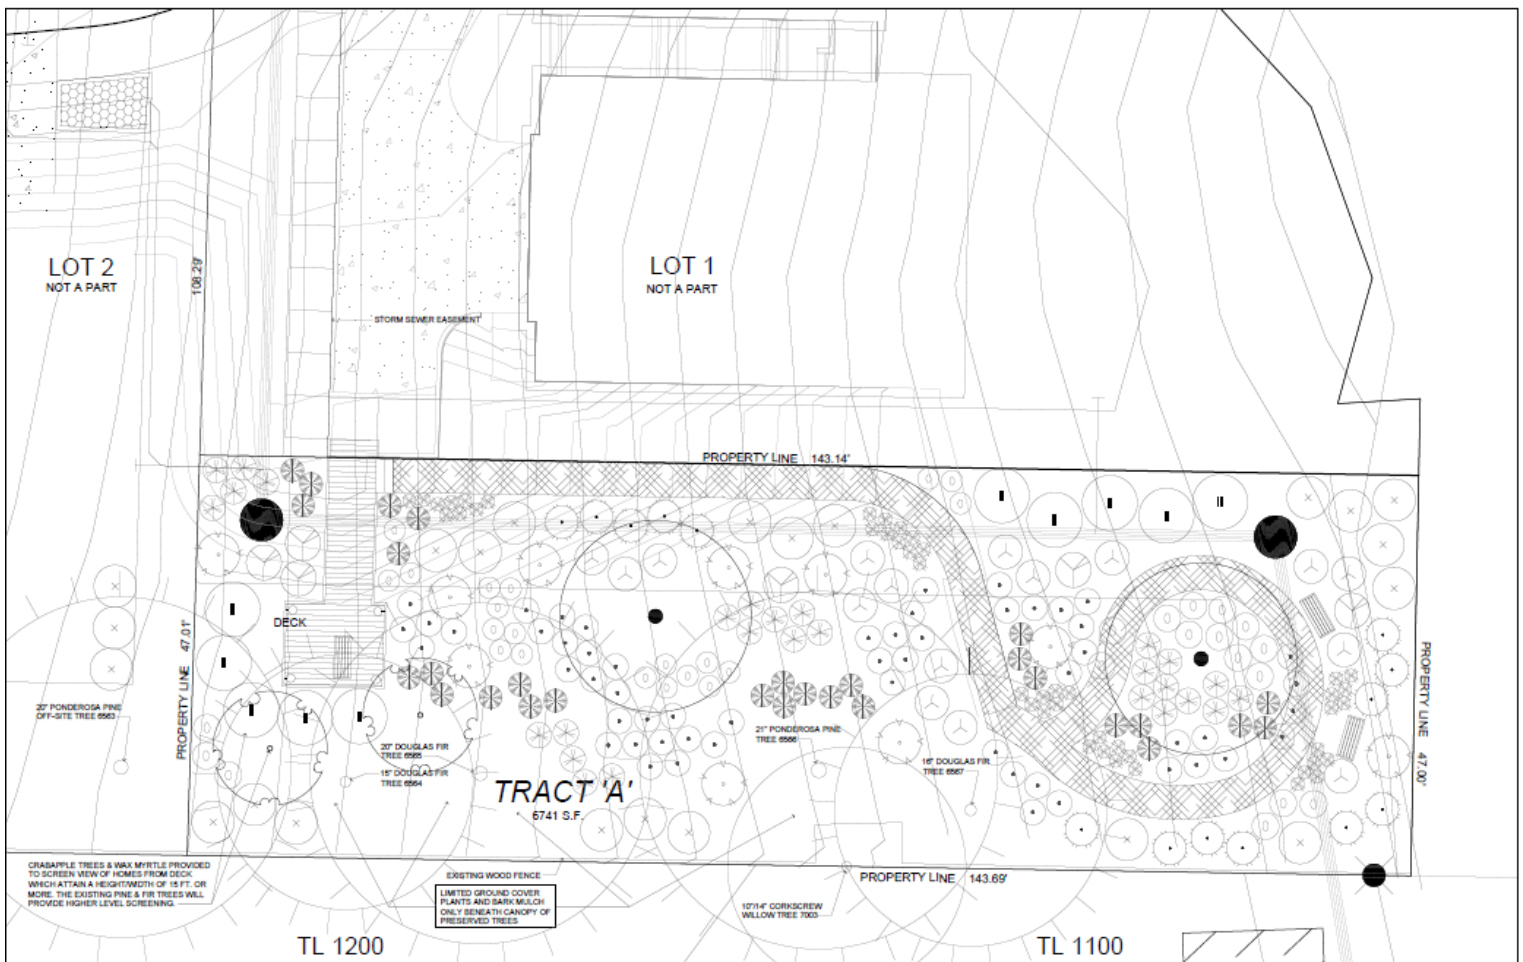 LOT 2
NOT A PART
108.29'
LOT 1
NOT A PART
STORM SEWER EASEMENT
PROPERTY LINE 143.14'
DECK
PROPERTY LINE 47.01'
PROPERTY LINE 47.00'
20" PONDEROSA PINE
OFF-SITE TREE 6563
20" DOUGLAS FIR
TREE 6565
15" DOUGLAS FIR
TREE 6564
21" PONDEROSA PINE
TREE 6566
16" DOUGLAS FIR
TREE 6567
TRACT 'A'
6741 S.F.
CRABAPPLE TREES & WAX MYRTLE PROVIDED
TO SCREEN VIEW OF HOMES FROM DECK
WHICH ATTAIN A HEIGHT/WIDTH OF 15 FT. OR
MORE. THE EXISTING PINE & FIR TREES WILL
PROVIDE HIGHER LEVEL SCREENING.
EXISTING WOOD FENCE
LIMITED GROUND COVER
PLANTS AND BARK MULCH
ONLY BENEATH CANOPY OF
PRESERVED TREES
PROPERTY LINE 143.69'
10"/14" CORKSCREW
WILLOW TREE 7003
TL 1200
TL 1100